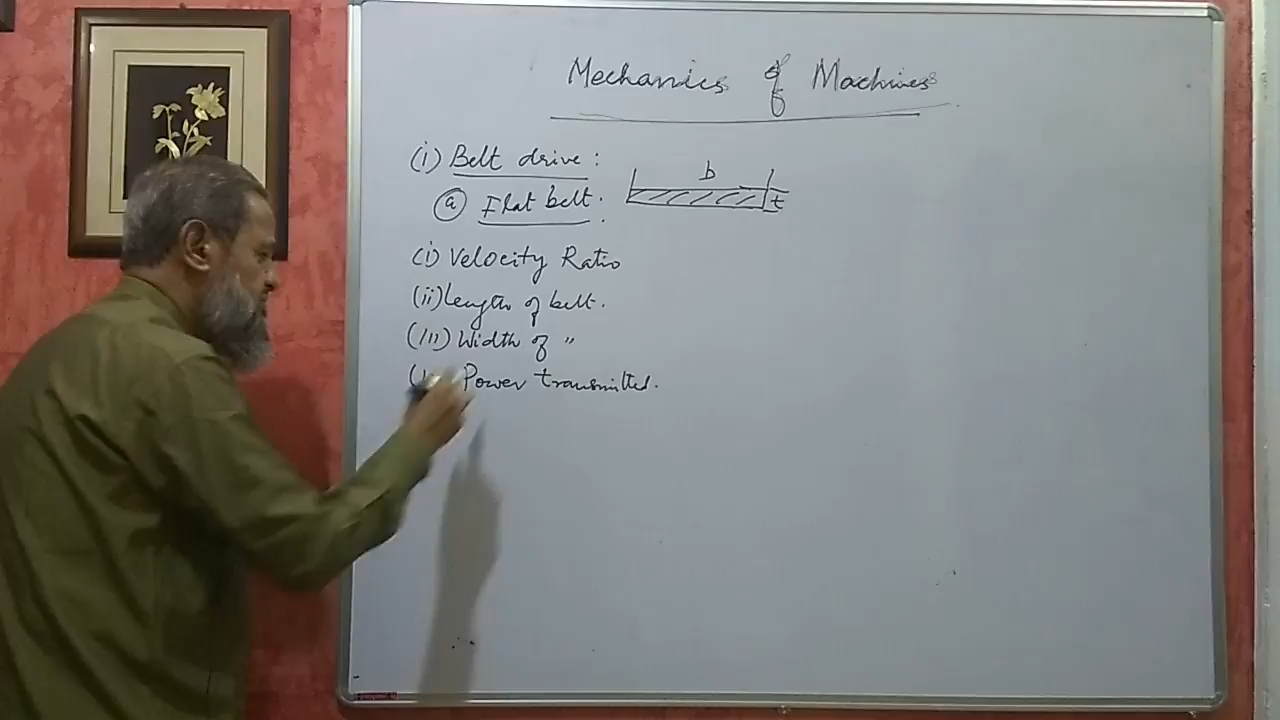 Mechanics of Machines
(i) Belt drive :
(a) Flat belt.
b
t
(i) Velocity Ratio
(ii) Length of belt.
(iii) Width of "
Power transmitted.